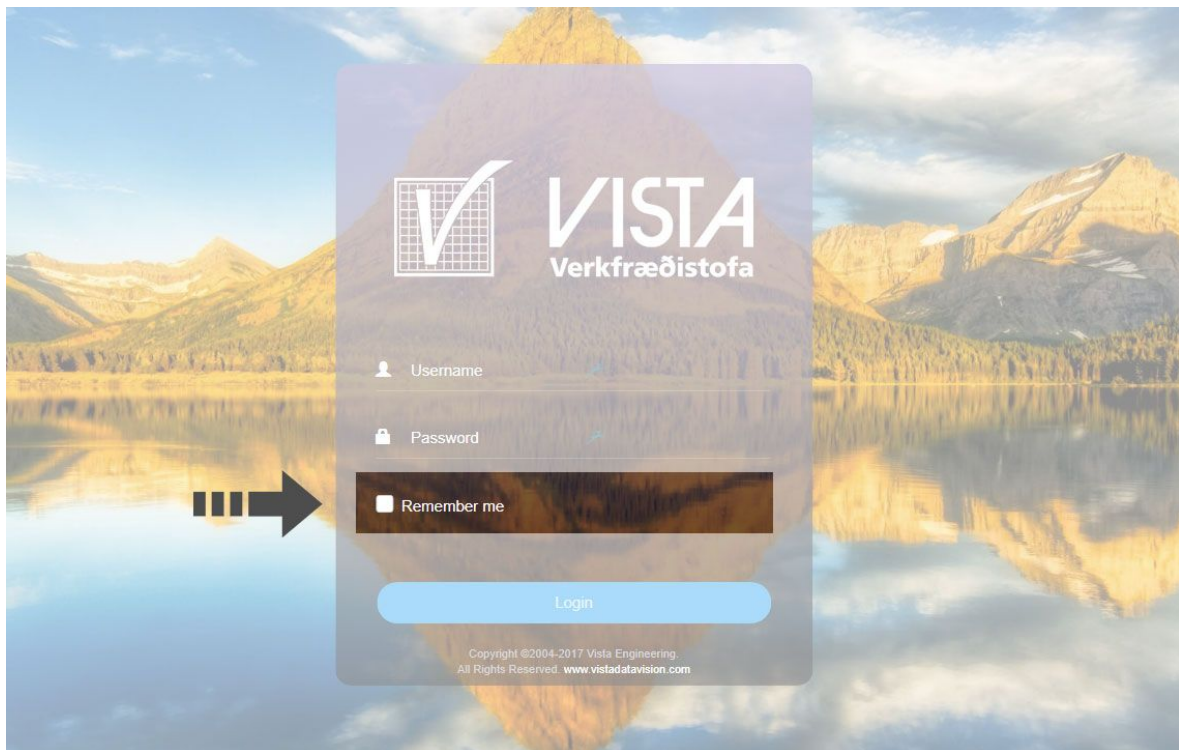 VISTA
Verkfræðistofa
Username
Password
Remember me
Login
Copyright ©2004-2017 Vista Engineering.
All Rights Reserved. www.vistadatavision.com